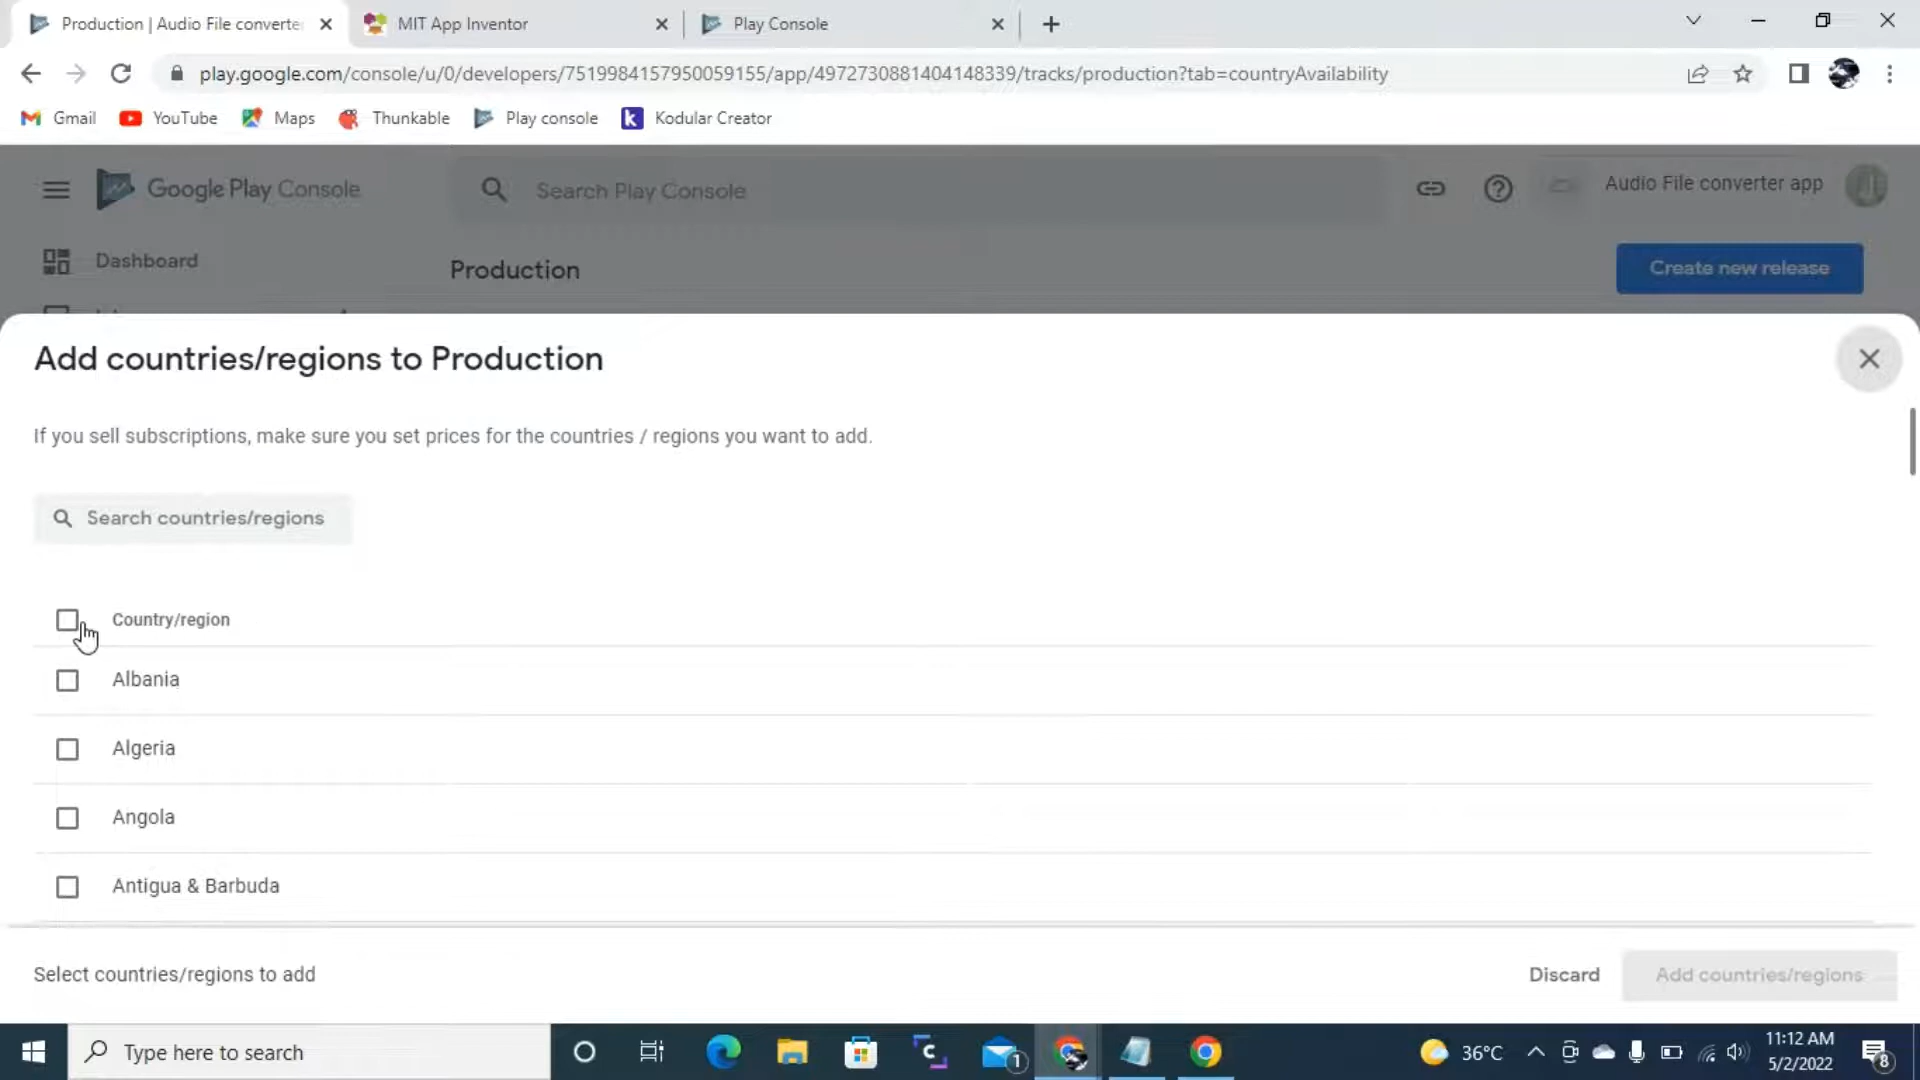 Production | Audio File converte
MIT App Inventor
Play Console
play.google.com/console/u/0/developers/7519984157950059155/app/4972730881404148339/tracks/production?tab=countryAvailability
Gmail
YouTube
Maps
Thunkable
Play console
k
Kodular Creator
Google Play Console
Search Play Console
Audio File converter app
Dashboard
Production
Create new release
Add countries/regions to Production
If you sell subscriptions, make sure you set prices for the countries / regions you want to add.
Search countries/regions
Country/region
Albania
Algeria
Angola
Antigua & Barbuda
Select countries/regions to add
Discard
Add countries/regions
Type here to search
1
36°C
11:12 AM
5/2/2022
8